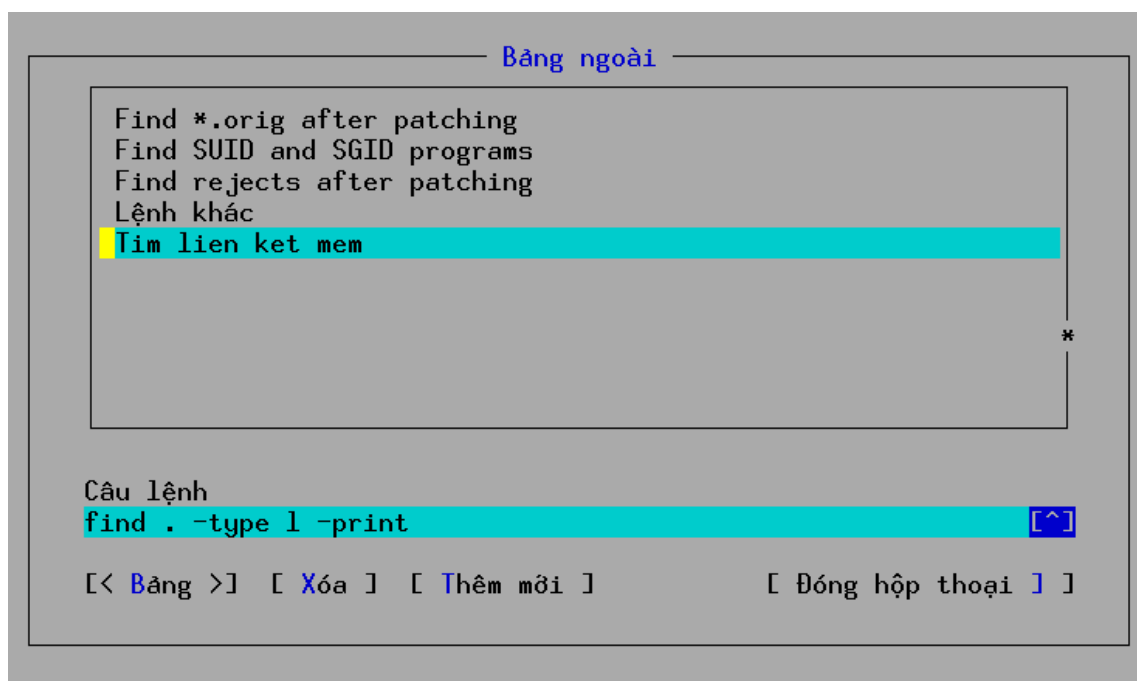 Bảng ngoài
Find *.orig after patching
Find SUID and SGID programs
Find rejects after patching
Lệnh khác
Tim lien ket mem
*
Câu lệnh
find . -type l -print [^]
[< Bảng >] [ Xóa ] [ Thêm mới ] [ Đóng hộp thoại ] ]